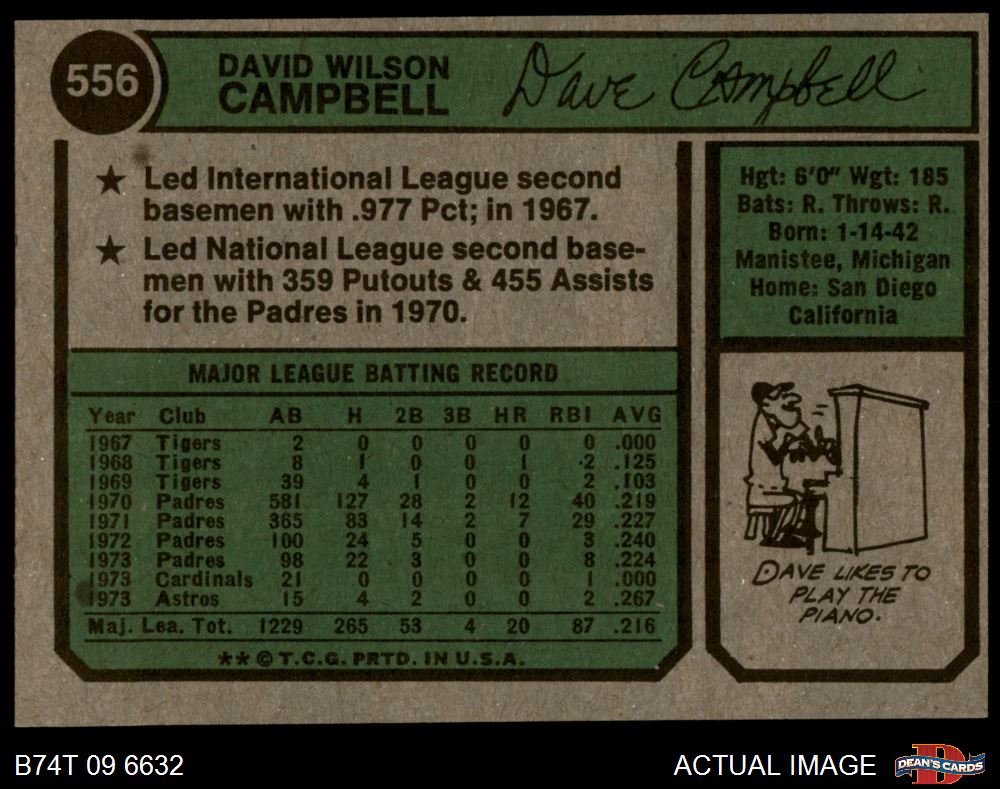 556
DAVID WILSON
CAMPBELL
Dave Campbell
★ Led International League second
basemen with .977 Pct; in 1967.
★ Led National League second base-
men with 359 Putouts & 455 Assists
for the Padres in 1970.
Hgt: 6'0" Wgt: 185
Bats: R. Throws: R.
Born: 1-14-42
Manistee, Michigan
Home: San Diego
California
MAJOR LEAGUE BATTING RECORD
Year Club AB H 2B 3B HR RBI AVG
1967 Tigers 2 0 0 0 0 0 .000
1968 Tigers 8 1 0 0 1 2 .125
1969 Tigers 39 4 1 0 0 2 .103
1970 Padres 581 127 28 2 12 40 .219
1971 Padres 365 83 14 2 7 29 .227
1972 Padres 100 24 5 0 0 3 .240
1973 Padres 98 22 3 0 0 8 .224
1973 Cardinals 21 0 0 0 0 1 .000
1973 Astros 15 4 2 0 0 2 .267
Maj. Lea. Tot. 1229 265 53 4 20 87 .216
** © T.C.G. PRTD. IN U.S.A.
DAVE LIKES TO
PLAY THE
PIANO.
B74T 09 6632
ACTUAL IMAGE
D
DEAN'S CARDS